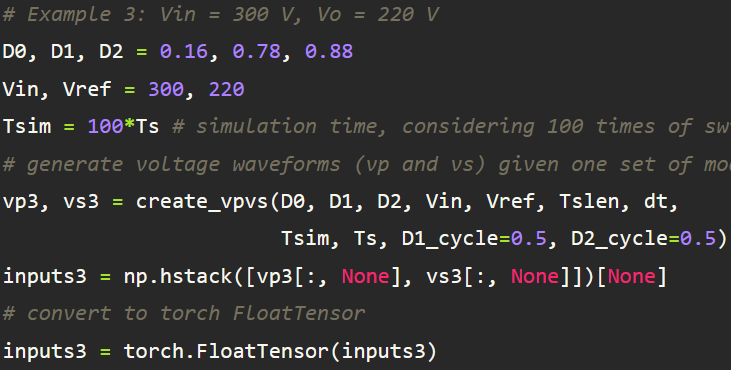 # Example 3: Vin = 300 V, Vo = 220 V
D0, D1, D2 = 0.16, 0.78, 0.88
Vin, Vref = 300, 220
Tsim = 100*Ts # simulation time, considering 100 times of sw
# generate voltage waveforms (vp and vs) given one set of mo
vp3, vs3 = create_vpvs(D0, D1, D2, Vin, Vref, Tslen, dt,
Tsim, Ts, D1_cycle=0.5, D2_cycle=0.5)
inputs3 = np.hstack([vp3[:, None], vs3[:, None]])[None]
# convert to torch FloatTensor
inputs3 = torch.FloatTensor(inputs3)